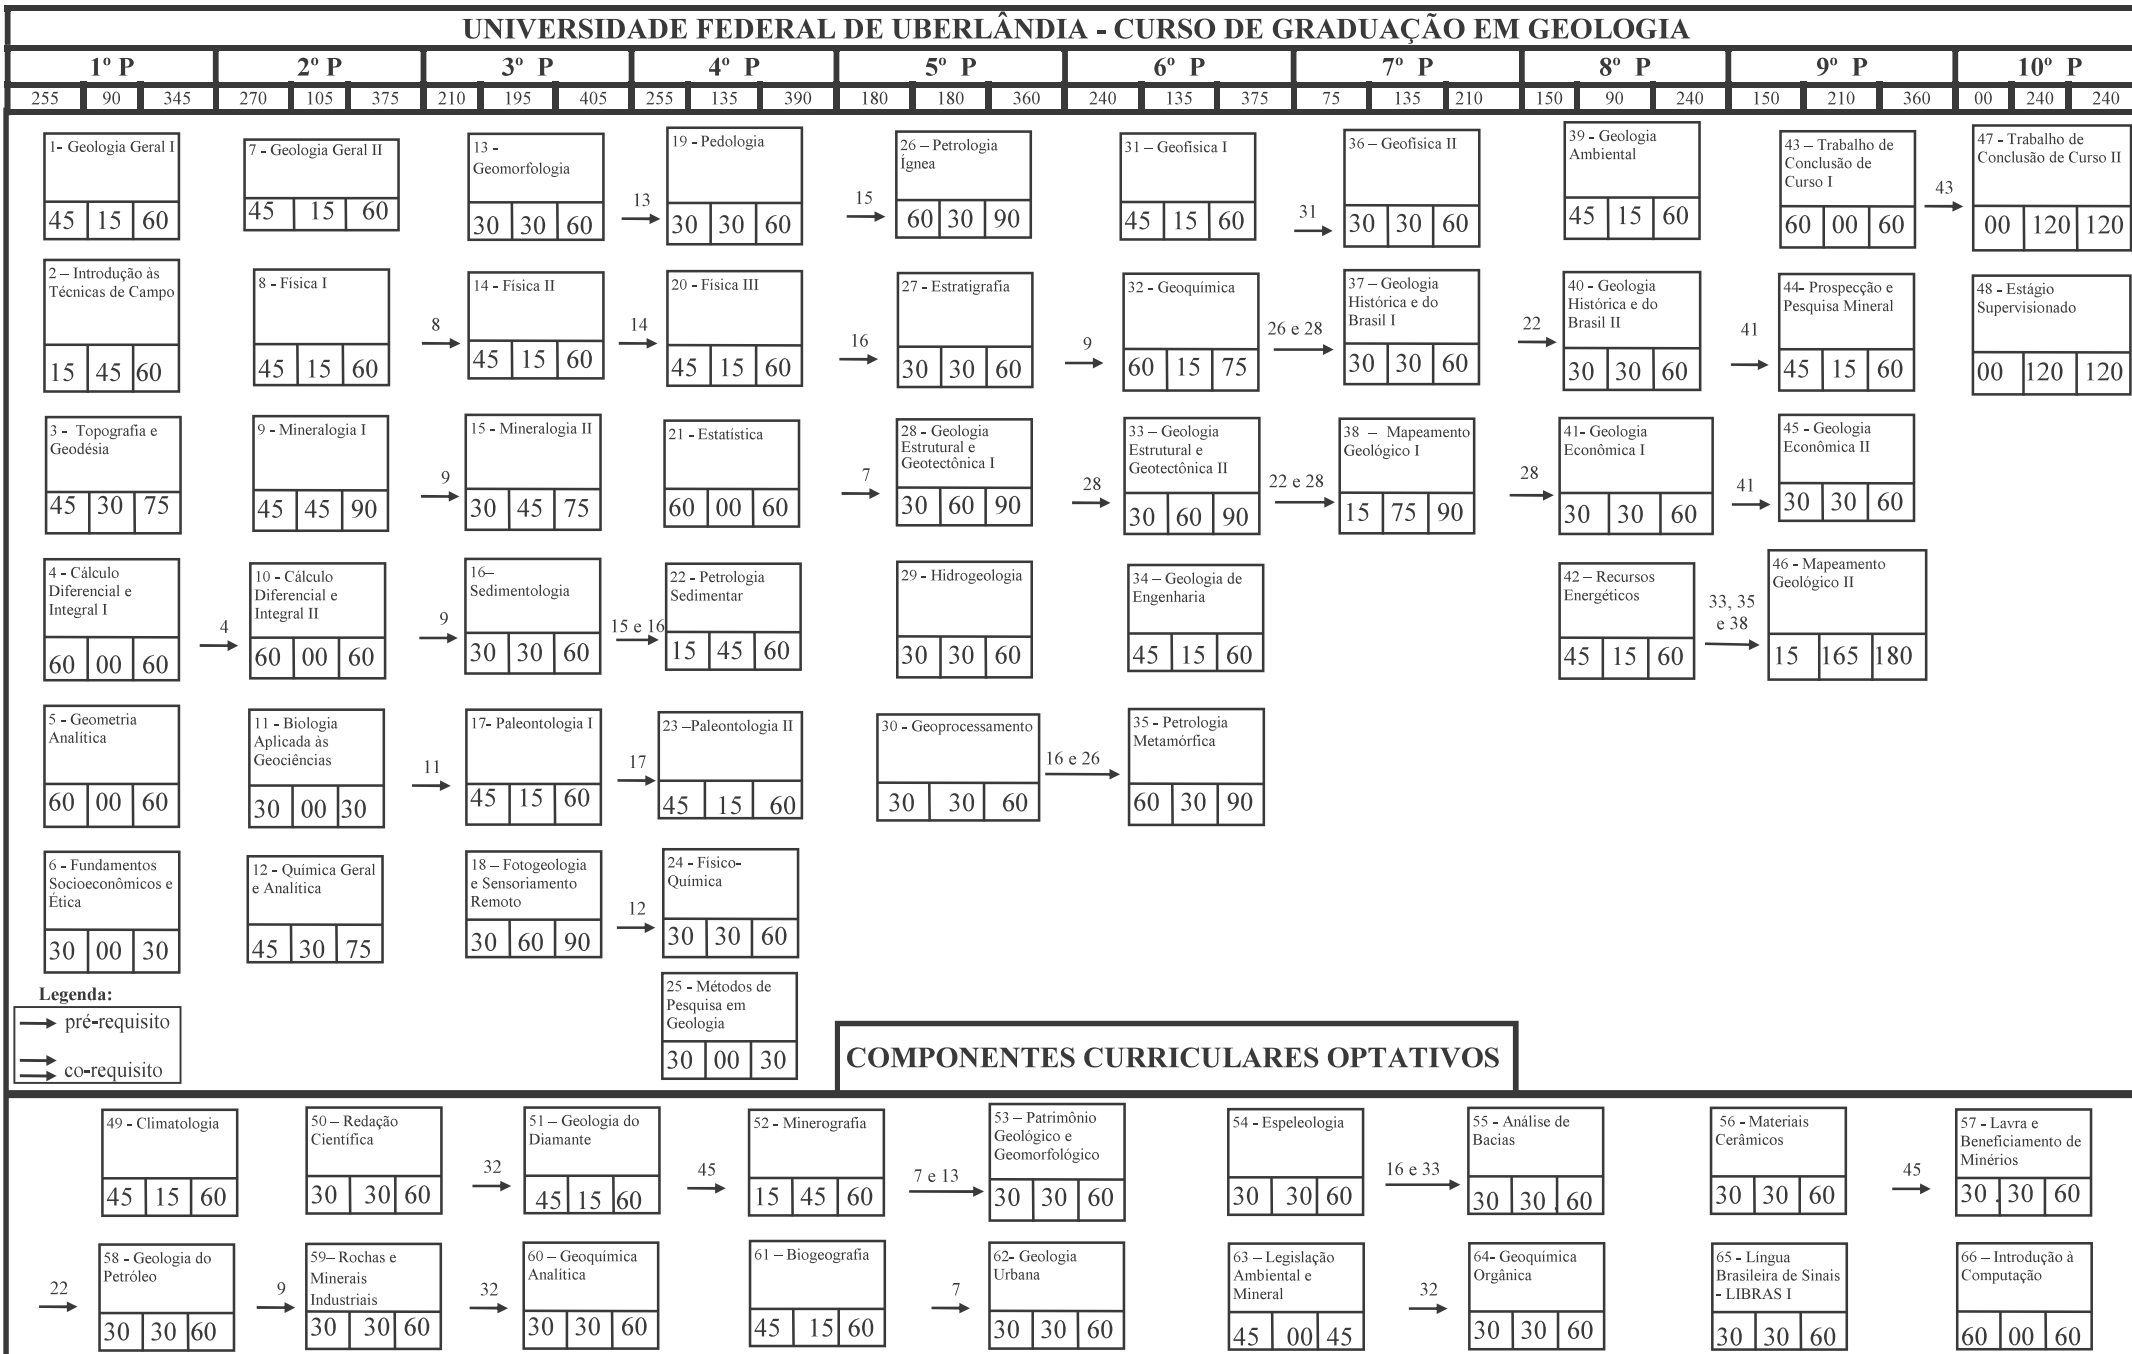 UNIVERSIDADE FEDERAL DE UBERLÂNDIA - CURSO DE GRADUAÇÃO EM GEOLOGIA
1º P 2º P 3º P 4º P 5º P 6º P 7º P 8º P 9º P 10º P
255 90 345 270 105 375 210 195 405 255 135 390 180 180 360 240 135 375 75 135 210 150 90 240 150 210 360 00 240 240
1- Geologia Geral I
45 15 60
7 - Geologia Geral II
45 15 60
13 -
Geomorfologia
30 30 60
13
19 - Pedologia
30 30 60
15
26 – Petrologia
Ígnea
60 30 90
31 – Geofísica I
45 15 60
31
36 – Geofísica II
30 30 60
39 - Geologia
Ambiental
45 15 60
43 – Trabalho de
Conclusão de
Curso I
60 00 60
43
47 - Trabalho de
Conclusão de Curso II
00 120 120
2 – Introdução às
Técnicas de Campo
15 45 60
8 - Física I
45 15 60
8
14 - Física II
45 15 60
14
20 - Física III
45 15 60
16
27 - Estratigrafia
30 30 60
9
32 - Geoquímica
60 15 75
26 e 28
37 – Geologia
Histórica e do
Brasil I
30 30 60
22
40 - Geologia
Histórica e do
Brasil II
30 30 60
41
44- Prospecção e
Pesquisa Mineral
45 15 60
48 - Estágio
Supervisionado
00 120 120
3 - Topografia e
Geodésia
45 30 75
9 - Mineralogia I
45 45 90
9
15 - Mineralogia II
30 45 75
21 - Estatística
60 00 60
7
28 - Geologia
Estrutural e
Geotectônica I
30 60 90
28
33 – Geologia
Estrutural e
Geotectônica II
30 60 90
22 e 28
38 – Mapeamento
Geológico I
15 75 90
28
41- Geologia
Econômica I
30 30 60
41
45 - Geologia
Econômica II
30 30 60
4 - Cálculo
Diferencial e
Integral I
60 00 60
4
10 - Cálculo
Diferencial e
Integral II
60 00 60
9
16–
Sedimentologia
30 30 60
15 e 16
22 - Petrologia
Sedimentar
15 45 60
29 - Hidrogeologia
30 30 60
34 – Geologia de
Engenharia
45 15 60
42 – Recursos
Energéticos
45 15 60
33, 35
e 38
46 - Mapeamento
Geológico II
15 165 180
5 - Geometria
Analítica
60 00 60
11 - Biologia
Aplicada às
Geociências
30 00 30
11
17- Paleontologia I
45 15 60
17
23 –Paleontologia II
45 15 60
30 - Geoprocessamento
30 30 60
16 e 26
35 - Petrologia
Metamórfica
60 30 90
6 - Fundamentos
Socioeconômicos e
Ética
30 00 30
12 - Química Geral
e Analítica
45 30 75
18 – Fotogeologia
e Sensoriamento
Remoto
30 60 90
12
24 - Físico-
Química
30 30 60
25 - Métodos de
Pesquisa em
Geologia
30 00 30
Legenda:
pré-requisito
co-requisito
COMPONENTES CURRICULARES OPTATIVOS
49 - Climatologia
45 15 60
50 – Redação
Científica
30 30 60
32
51 – Geologia do
Diamante
45 15 60
45
52 - Minerografia
15 45 60
7 e 13
53 – Patrimônio
Geológico e
Geomorfológico
30 30 60
54 - Espeleologia
30 30 60
16 e 33
55 - Análise de
Bacias
30 30 60
56 - Materiais
Cerâmicos
30 30 60
45
57 - Lavra e
Beneficiamento de
Minérios
30 30 60
22
58 - Geologia do
Petróleo
30 30 60
9
59– Rochas e
Minerais
Industriais
30 30 60
32
60 - Geoquímica
Analítica
30 30 60
61 – Biogeografia
45 15 60
7
62- Geologia
Urbana
30 30 60
63 – Legislação
Ambiental e
Mineral
45 00 45
32
64- Geoquímica
Orgânica
30 30 60
65 - Língua
Brasileira de Sinais
- LIBRAS I
30 30 60
66 – Introdução à
Computação
60 00 60